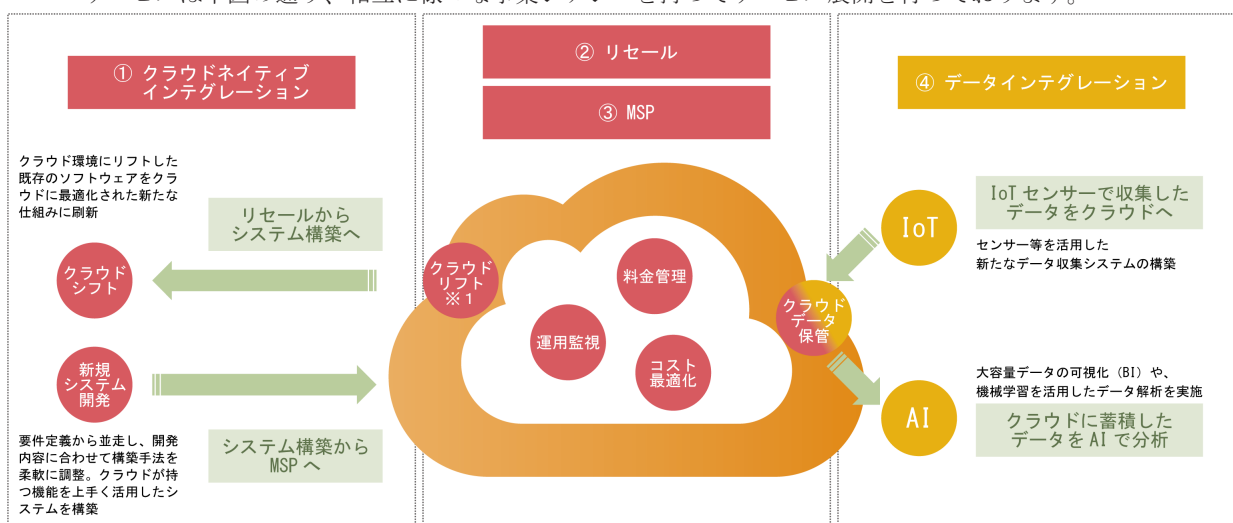 ① クラウドネイティブ
インテグレーション
クラウド環境にリフトした
既存のソフトウェアをクラ
ウドに最適化された新たな
仕組みに刷新
リセールから
システム構築へ
クラウド
シフト
新規
システム
開発
要件定義から並走し、開発
内容に合わせて構築手法を
柔軟に調整。クラウドが持
つ機能を上手く活用したシ
ステムを構築
システム構築から
MSP へ
② リセール
③ MSP
クラウド
リフト
※1
料金管理
運用監視
コスト
最適化
クラウド
データ
保管
④ データインテグレーション
IoT
IoT センサーで収集した
データをクラウドへ
センサー等を活用した
新たなデータ収集システムの構築
大容量データの可視化（BI）や、
機械学習を活用したデータ解析を実施
AI
クラウドに蓄積した
データを AI で分析